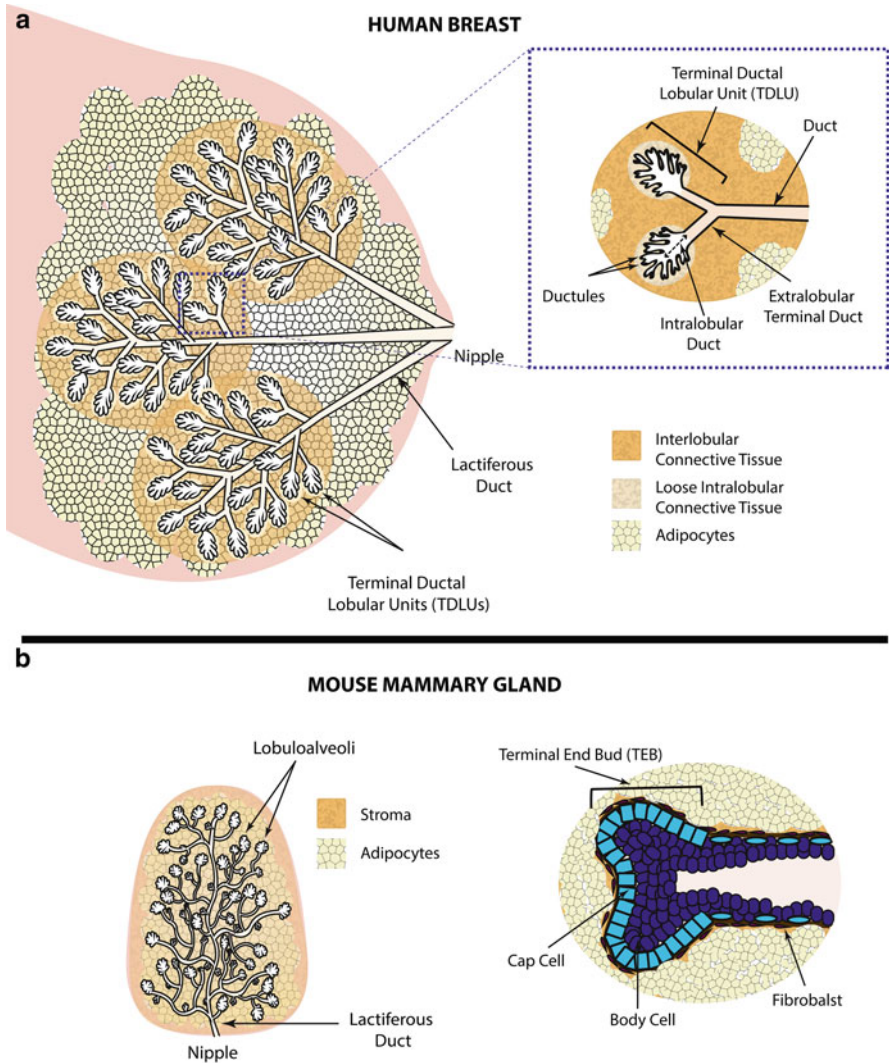 a
HUMAN BREAST
Terminal Ductal
Lobular Unit (TDLU)
Duct
Ductules
Intralobular
Duct
Extralobular
Terminal Duct
Nipple
Lactiferous
Duct
Interlobular
Connective Tissue
Loose Intralobular
Connective Tissue
Adipocytes
Terminal Ductal
Lobular Units (TDLUs)
b
MOUSE MAMMARY GLAND
Lobuloalveoli
Stroma
Adipocytes
Lactiferous
Duct
Nipple
Terminal End Bud (TEB)
Cap Cell
Body Cell
Fibrobalst